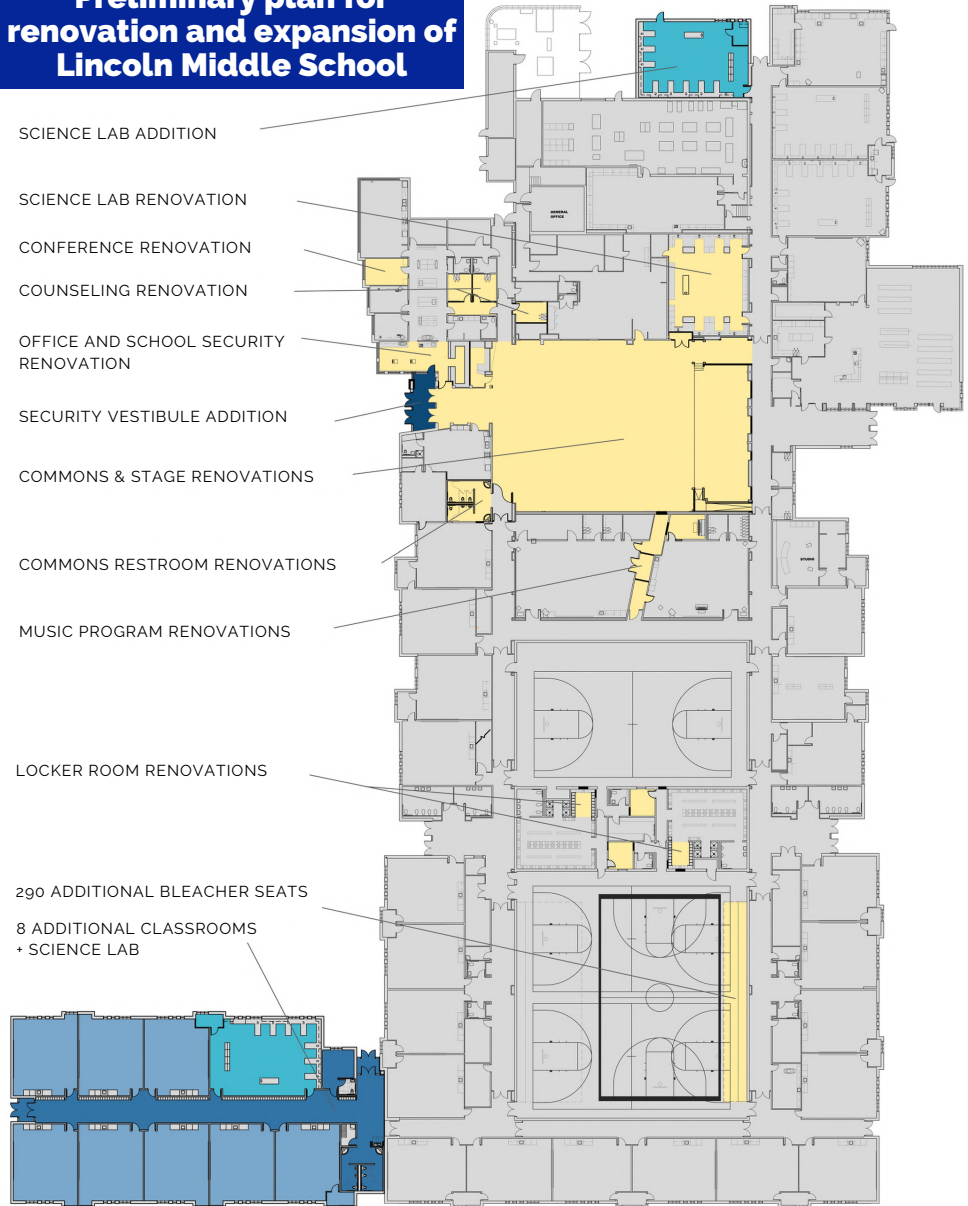 Preliminary plan for
renovation and expansion of
Lincoln Middle School
SCIENCE LAB ADDITION
SCIENCE LAB RENOVATION
GENERAL
OFFICE
CONFERENCE RENOVATION
COUNSELING RENOVATION
OFFICE AND SCHOOL SECURITY
RENOVATION
SECURITY VESTIBULE ADDITION
COMMONS & STAGE RENOVATIONS
COMMONS RESTROOM RENOVATIONS
STUDIO
MUSIC PROGRAM RENOVATIONS
LOCKER ROOM RENOVATIONS
290 ADDITIONAL BLEACHER SEATS
8 ADDITIONAL CLASSROOMS
+ SCIENCE LAB